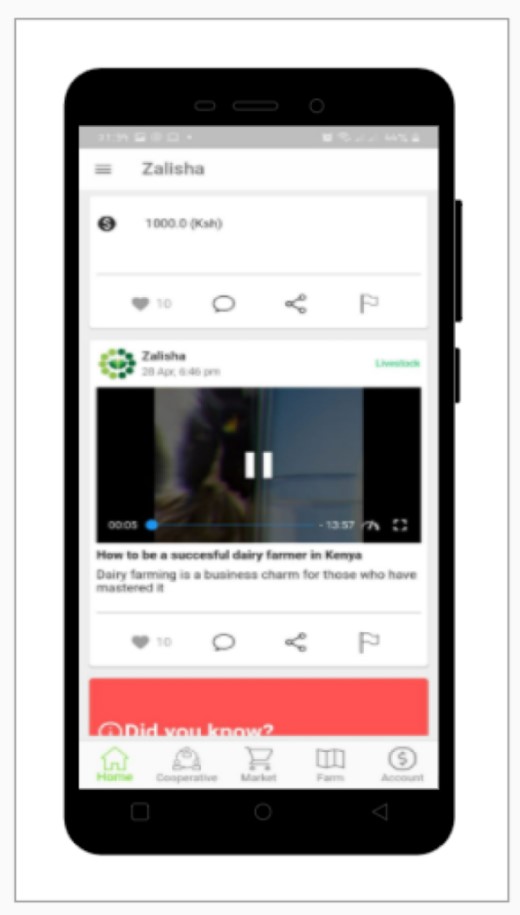 Zalisha
1000.0 (Ksh)
10
Zalisha
28 Apr, 6:46 pm
Livestock
00:05
- 13:57
How to be a succesful dairy farmer in Kenya
Dairy farming is a business charm for those who have
mastered it
10
Did you know?
Home
Cooperative
Market
Farm
Account